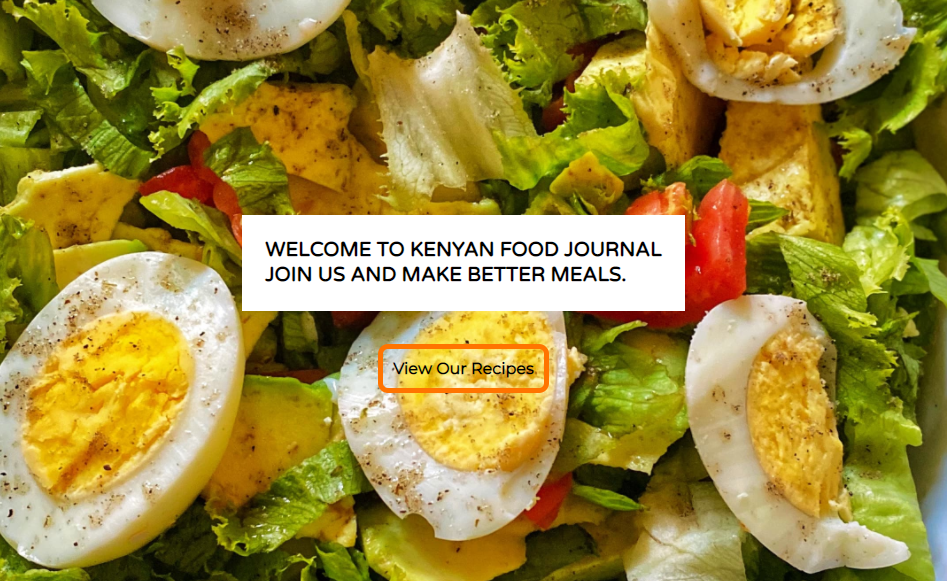 WELCOME TO KENYAN FOOD JOURNAL
JOIN US AND MAKE BETTER MEALS.
View Our Recipes